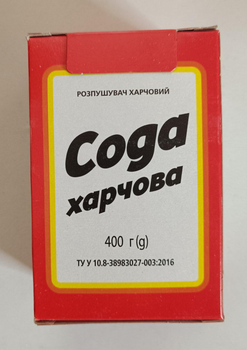 РОЗПУШУВАЧ ХАРЧОВИЙ
Сода
харчова
400 г (g)
ТУ У 10.8-38983027-003:2016